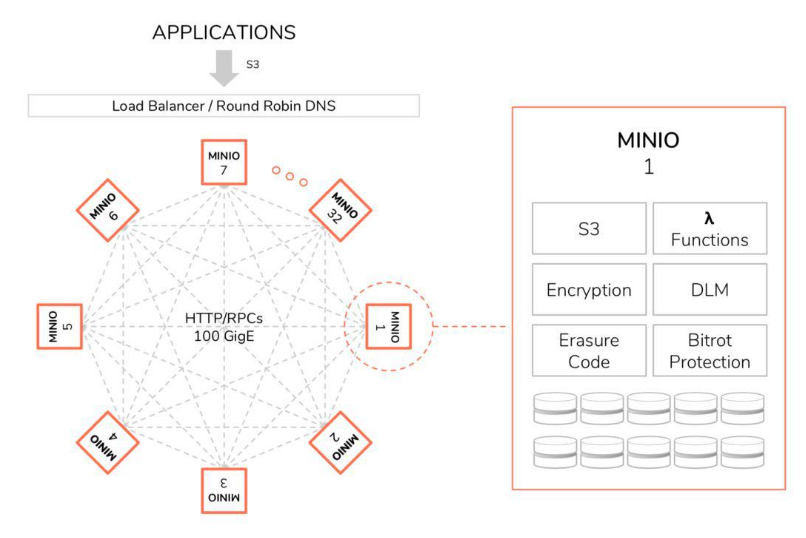 APPLICATIONS
S3
Load Balancer / Round Robin DNS
MINIO
7
MINIO
6
MINIO
32
MINIO
5
HTTP/RPCs
100 GigE
MINIO
1
MINIO
4
MINIO
2
MINIO
3
MINIO
1
S3
λ
Functions
Encryption
DLM
Erasure
Code
Bitrot
Protection